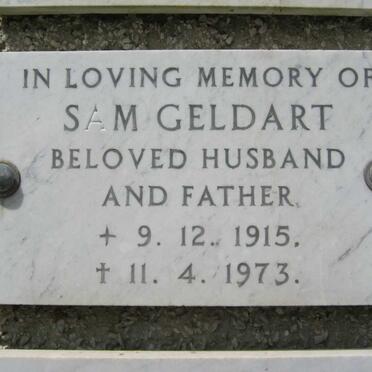 IN LOVING MEMORY OF
SAM GELDART
BELOVED HUSBAND
AND FATHER
+ 9. 12. 1915.
† 11. 4. 1973.